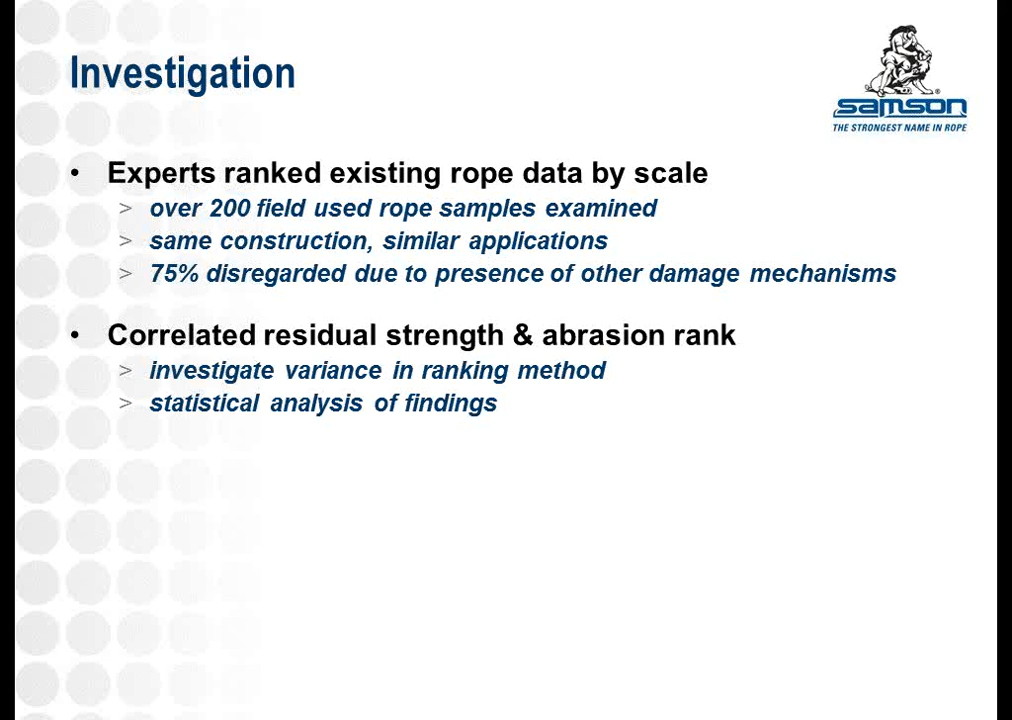 Investigation
samson
THE STRONGEST NAME IN ROPE
• Experts ranked existing rope data by scale
> over 200 field used rope samples examined
> same construction, similar applications
> 75% disregarded due to presence of other damage mechanisms
• Correlated residual strength & abrasion rank
> investigate variance in ranking method
> statistical analysis of findings